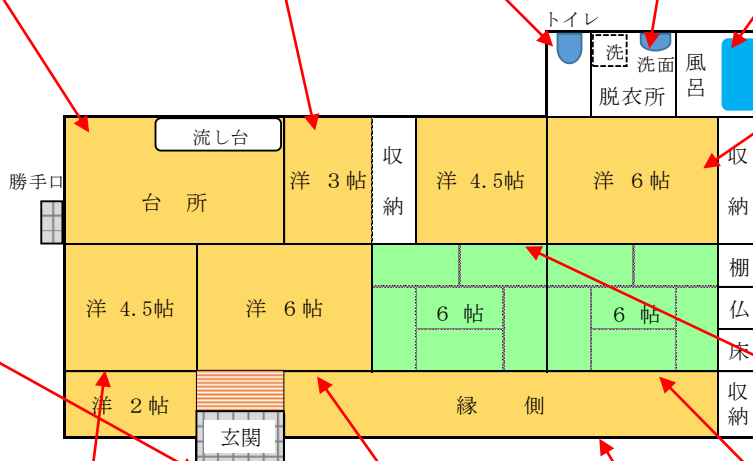 トイレ
洗
洗面
風呂
脱衣所
流し台
勝手口
台 所
洋 3帖
収納
洋 4.5帖
洋 6帖
収納
洋 4.5帖
洋 6帖
6 帖
6 帖
棚
仏
床
洋 2帖
玄関
縁 側
収納